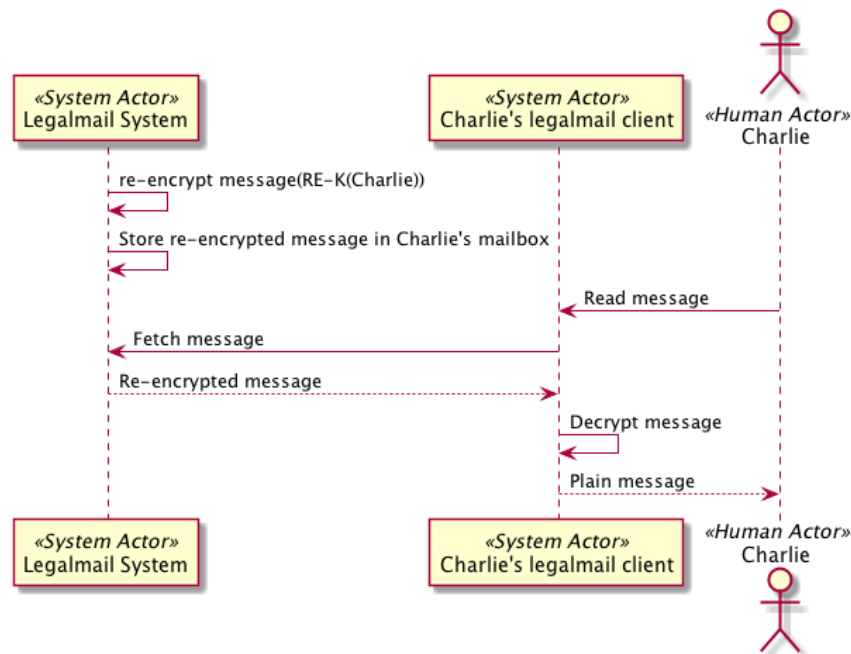 «System Actor»
Legalmail System
«System Actor»
Charlie's legalmail client
«Human Actor»
Charlie
re-encrypt message(RE-K(Charlie))
Store re-encrypted message in Charlie's mailbox
Read message
Fetch message
Re-encrypted message
Decrypt message
Plain message
«System Actor»
Legalmail System
«System Actor»
Charlie's legalmail client
«Human Actor»
Charlie